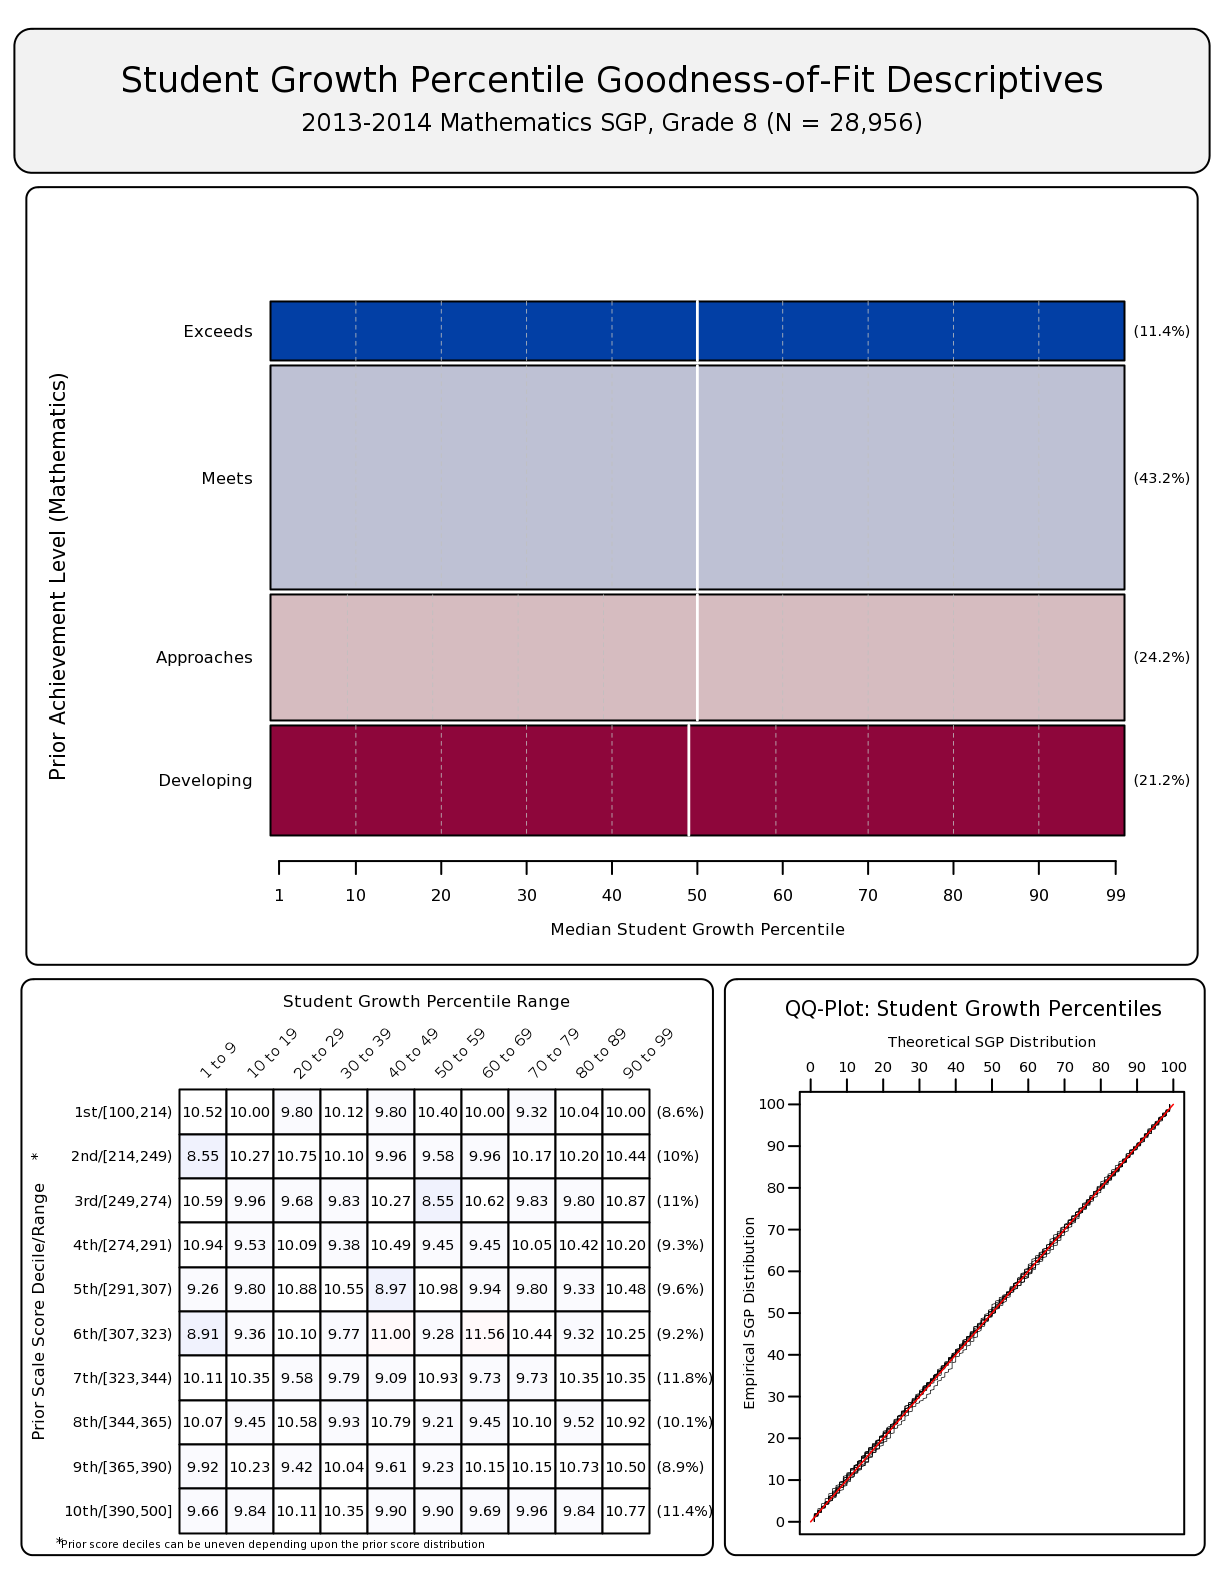 Student Growth Percentile Goodness-of-Fit Descriptives
2013-2014 Mathematics SGP, Grade 8 (N = 28,956)
Prior Achievement Level (Mathematics)
Exceeds (11.4%)
Meets (43.2%)
Approaches (24.2%)
Developing (21.2%)
1 10 20 30 40 50 60 70 80 90 99
Median Student Growth Percentile
Student Growth Percentile Range
1 to 9 10 to 19 20 to 29 30 to 39 40 to 49 50 to 59 60 to 69 70 to 79 80 to 89 90 to 99
Prior Scale Score Decile/Range *
1st/[100,214) 10.52 10.00 9.80 10.12 9.80 10.40 10.00 9.32 10.04 10.00 (8.6%)
2nd/[214,249) 8.55 10.27 10.75 10.10 9.96 9.58 9.96 10.17 10.20 10.44 (10%)
3rd/[249,274) 10.59 9.96 9.68 9.83 10.27 8.55 10.62 9.83 9.80 10.87 (11%)
4th/[274,291) 10.94 9.53 10.09 9.38 10.49 9.45 9.45 10.05 10.42 10.20 (9.3%)
5th/[291,307) 9.26 9.80 10.88 10.55 8.97 10.98 9.94 9.80 9.33 10.48 (9.6%)
6th/[307,323) 8.91 9.36 10.10 9.77 11.00 9.28 11.56 10.44 9.32 10.25 (9.2%)
7th/[323,344) 10.11 10.35 9.58 9.79 9.09 10.93 9.73 9.73 10.35 10.35 (11.8%)
8th/[344,365) 10.07 9.45 10.58 9.93 10.79 9.21 9.45 10.10 9.52 10.92 (10.1%)
9th/[365,390) 9.92 10.23 9.42 10.04 9.61 9.23 10.15 10.15 10.73 10.50 (8.9%)
10th/[390,500] 9.66 9.84 10.11 10.35 9.90 9.90 9.69 9.96 9.84 10.77 (11.4%)
*Prior score deciles can be uneven depending upon the prior score distribution
QQ-Plot: Student Growth Percentiles
Theoretical SGP Distribution
0 10 20 30 40 50 60 70 80 90 100
Empirical SGP Distribution
100
90
80
70
60
50
40
30
20
10
0